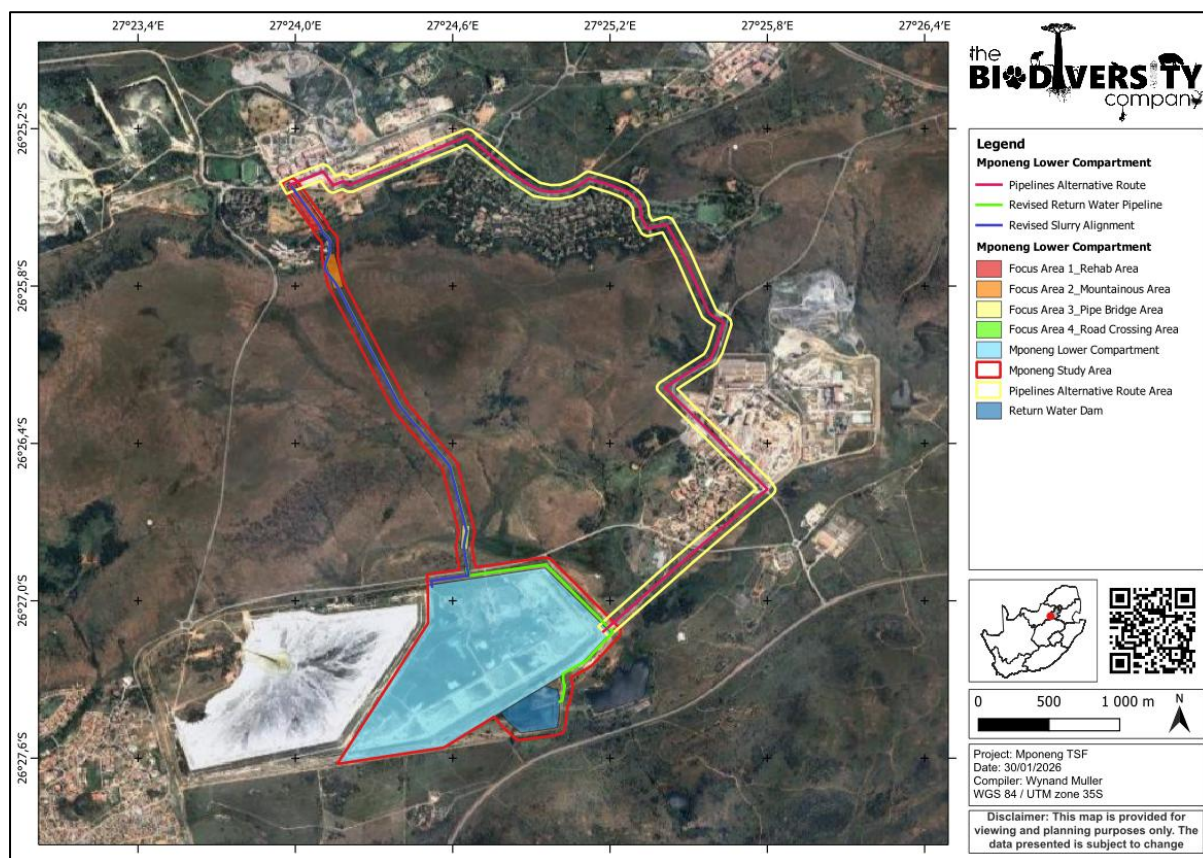 27°23,4'E 27°24,0'E 27°24,6'E 27°25,2'E 27°25,8'E 27°26,4'E
26°25,2'S
26°25,8'S
26°26,4'S
26°27,0'S
26°27,6'S
the
BIODIVERSITY
company
Legend
Mponeng Lower Compartment
Pipelines Alternative Route
Revised Return Water Pipeline
Revised Slurry Alignment
Mponeng Lower Compartment
Focus Area 1_Rehab Area
Focus Area 2_Mountainous Area
Focus Area 3_Pipe Bridge Area
Focus Area 4_Road Crossing Area
Mponeng Lower Compartment
Mponeng Study Area
Pipelines Alternative Route Area
Return Water Dam
0 500 1 000 m
N
Project: Mponeng TSF
Date: 30/01/2026
Compiler: Wynand Muller
WGS 84 / UTM zone 35S
Disclaimer: This map is provided for
viewing and planning purposes only. The
data presented is subject to change